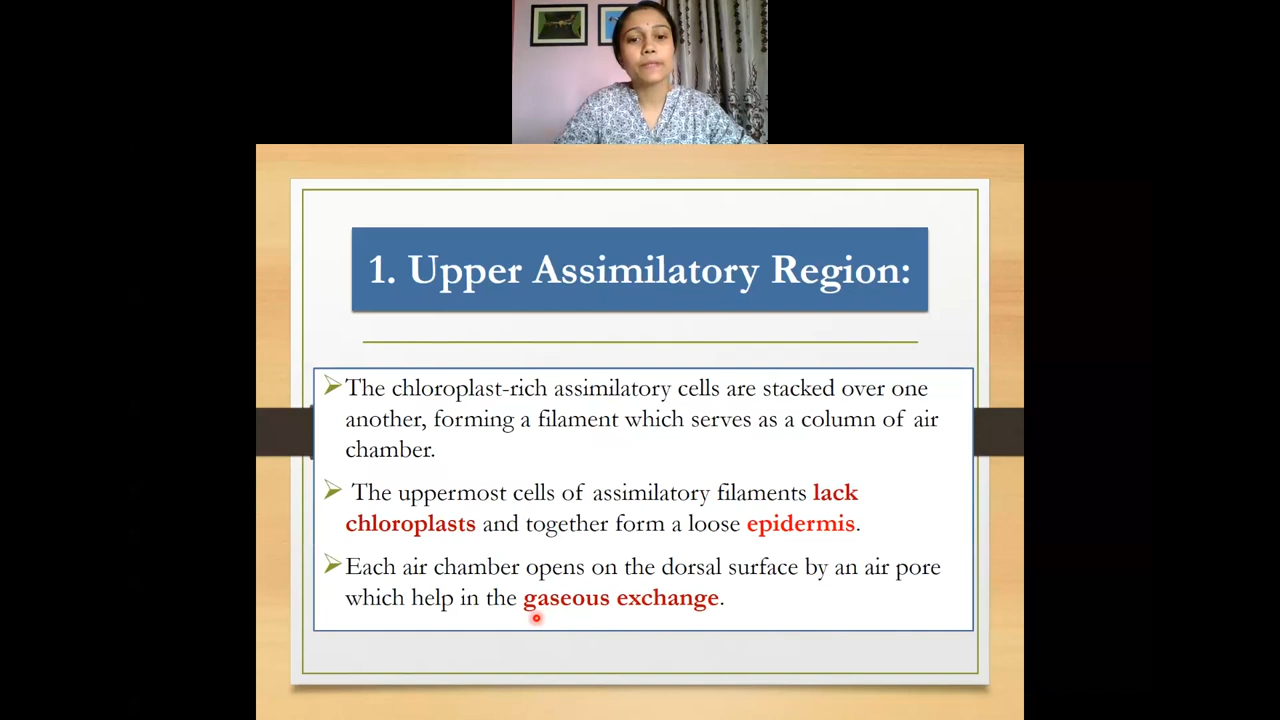 1. Upper Assimilatory Region:
The chloroplast-rich assimilatory cells are stacked over one
another, forming a filament which serves as a column of air
chamber.
The uppermost cells of assimilatory filaments lack
chloroplasts and together form a loose epidermis.
Each air chamber opens on the dorsal surface by an air pore
which help in the gaseous exchange.